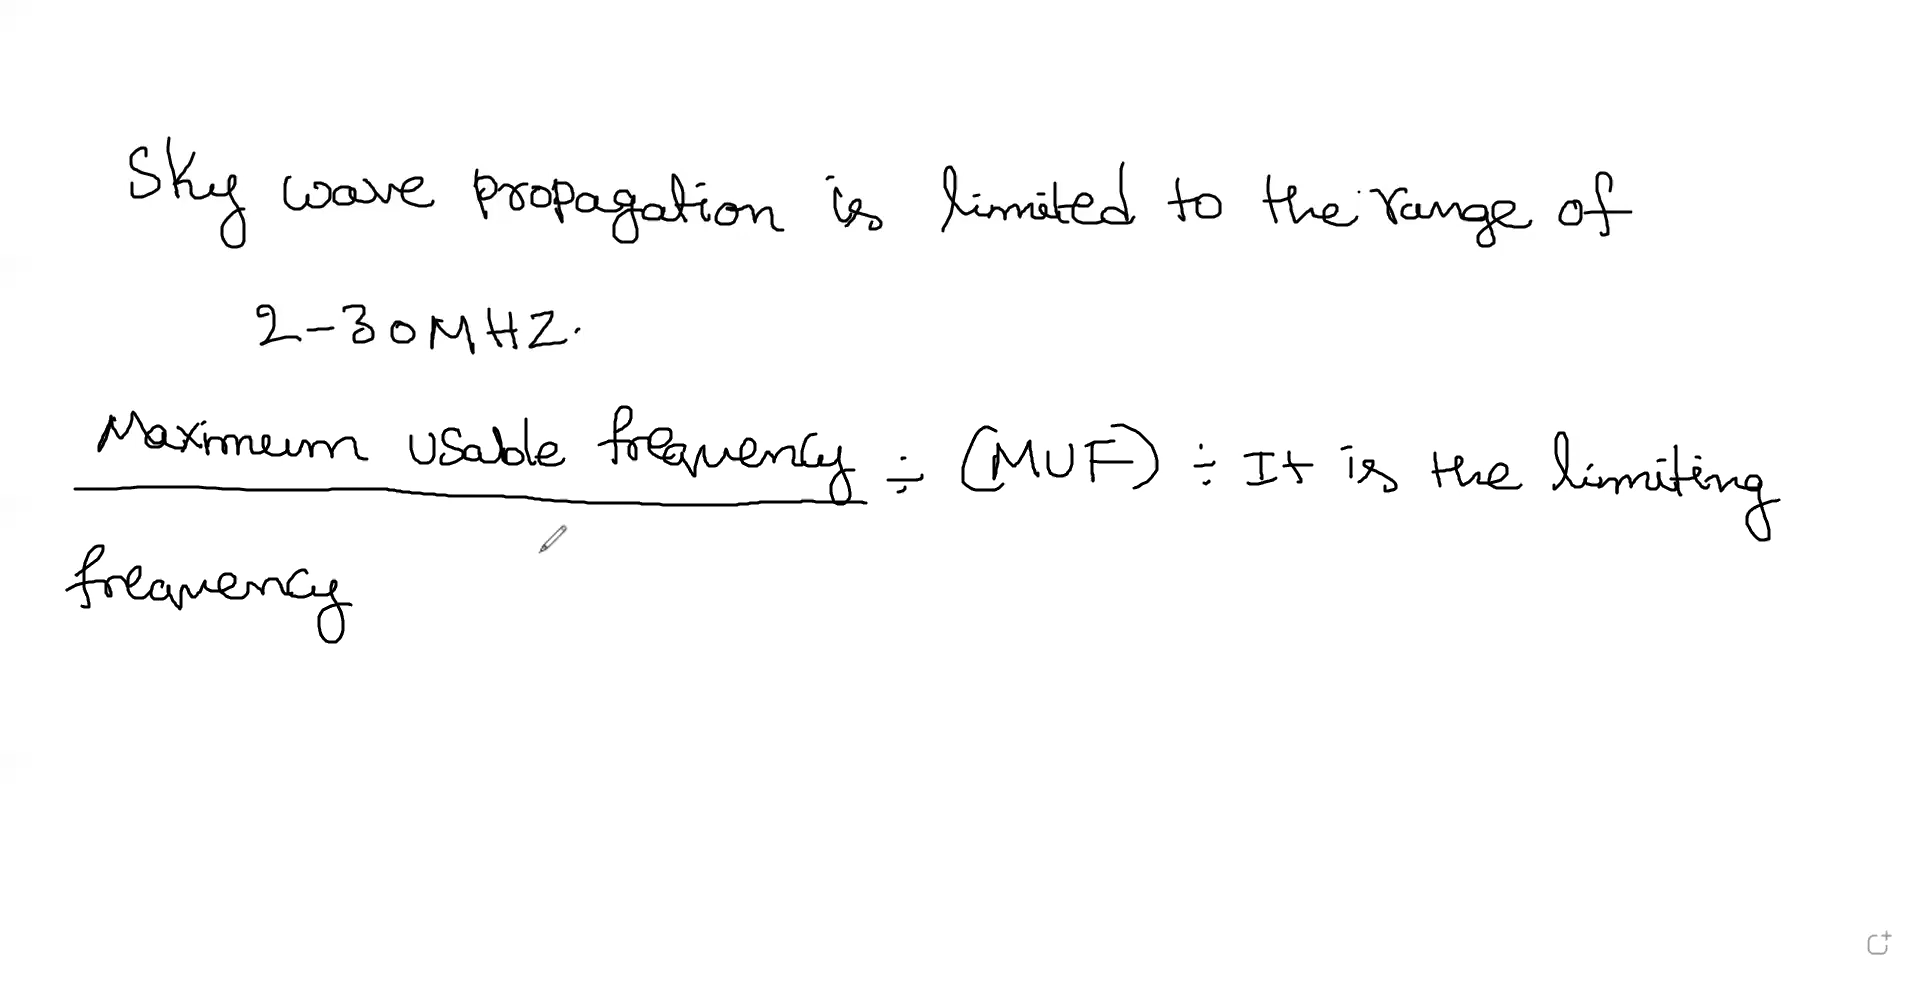 Sky wave propagation is limited to the range of
2-30MHZ.
Maximum usable frequency ÷ (MUF) ÷ It is the limiting
frequency